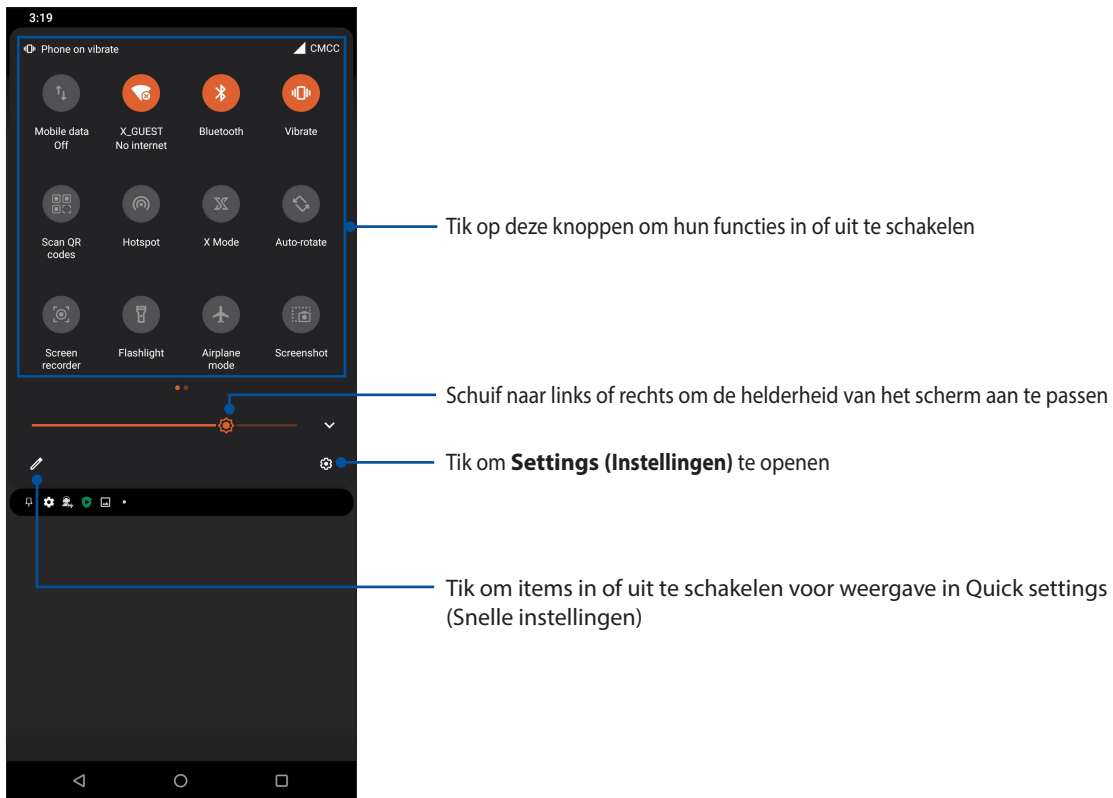 3:19
Phone on vibrate
CMCC
Mobile data
Off
X_GUEST
No internet
Bluetooth
Vibrate
Scan QR
codes
Hotspot
X Mode
Auto-rotate
Screen
recorder
Flashlight
Airplane
mode
Screenshot
Tik op deze knoppen om hun functies in of uit te schakelen
Schuif naar links of rechts om de helderheid van het scherm aan te passen
Tik om Settings (Instellingen) te openen
Tik om items in of uit te schakelen voor weergave in Quick settings
(Snelle instellingen)